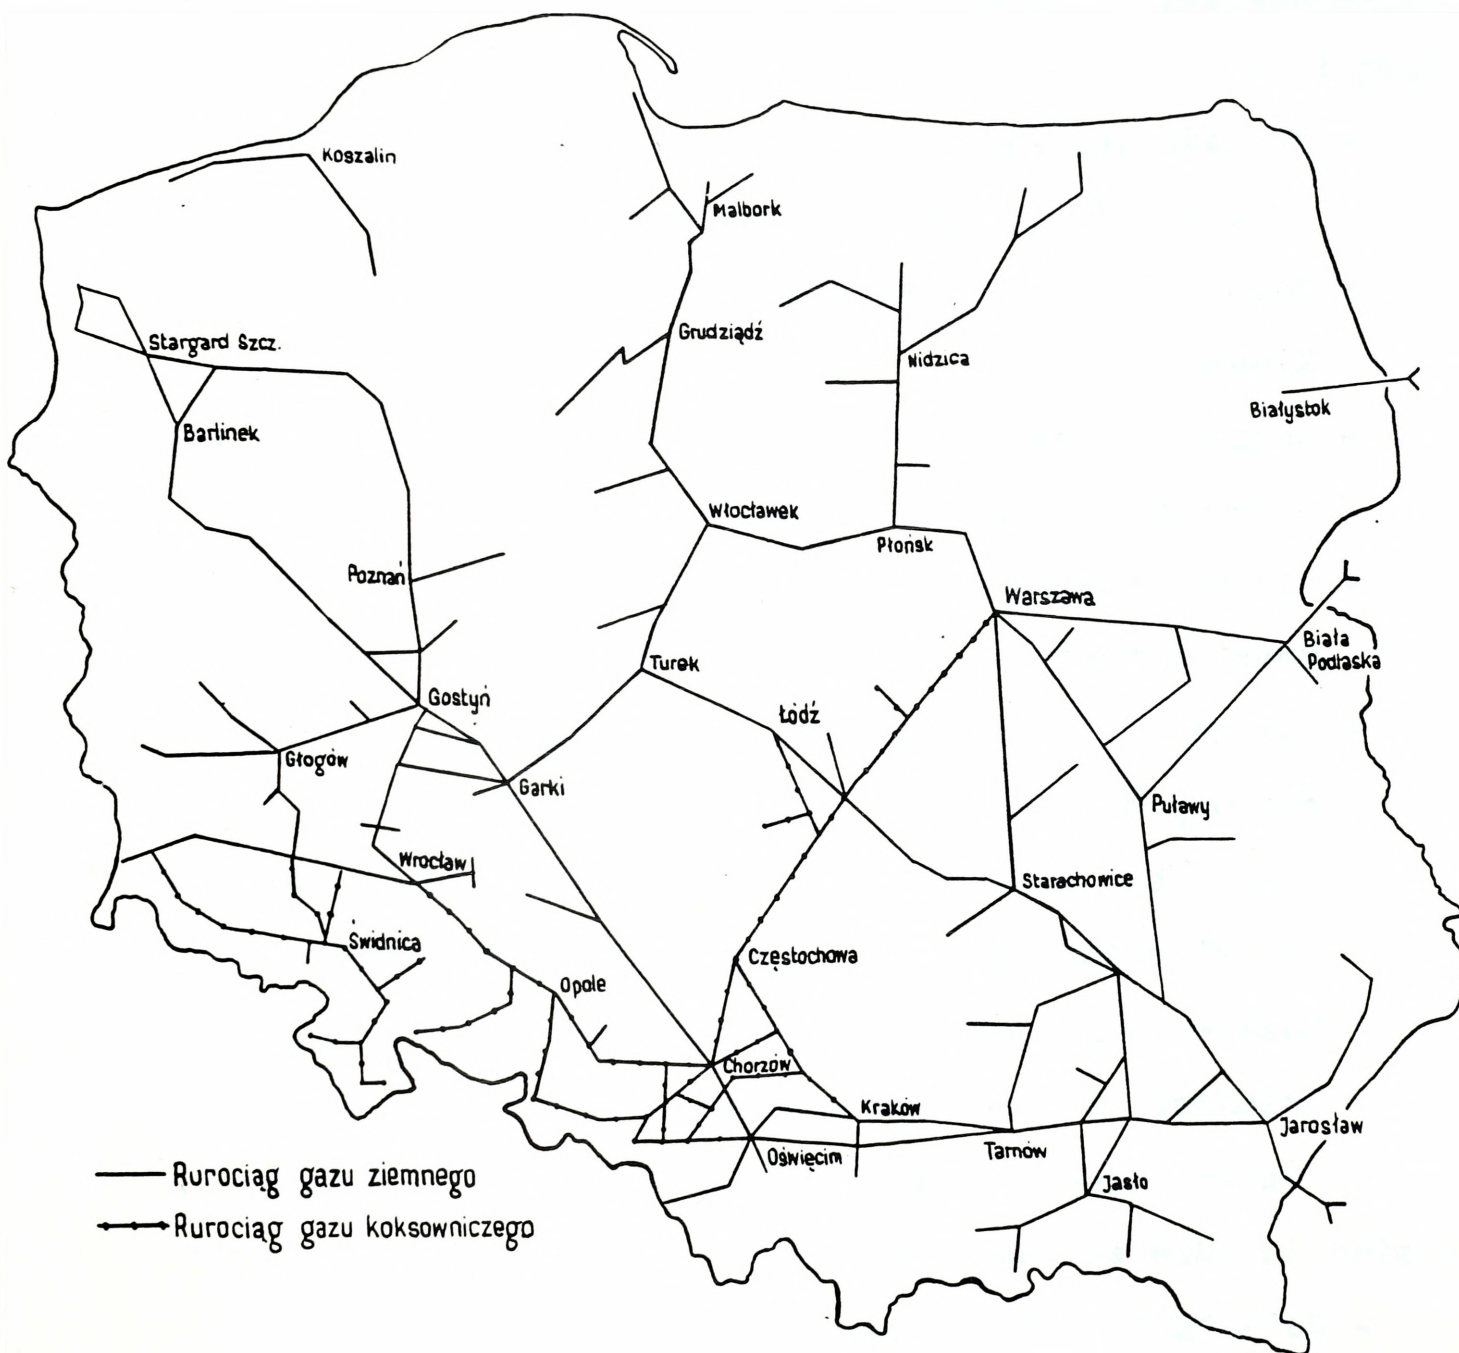 Koszalin
Malbork
Stargard Szcz.
Grudziądź
Nidzica
Białystok
Barlinek
Włocławek
Płońsk
Poznań
Warszawa
Biała
Podlaska
Turek
Gostyń
Łódź
Głogów
Garki
Puławy
Wrocław
Starachowice
Świdnica
Częstochowa
Opole
Chorzów
Kraków
Jarosław
Oświęcim
Tarnów
Jasło
Rurociąg gazu ziemnego
Rurociąg gazu koksowniczego